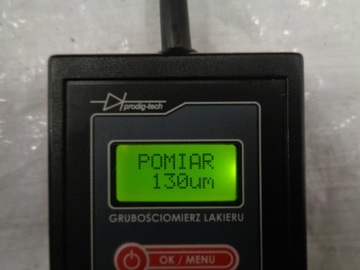 prodig-tech
POMIAR
130um
GRUBOŚCIOMIERZ LAKIERU
OK / MENU